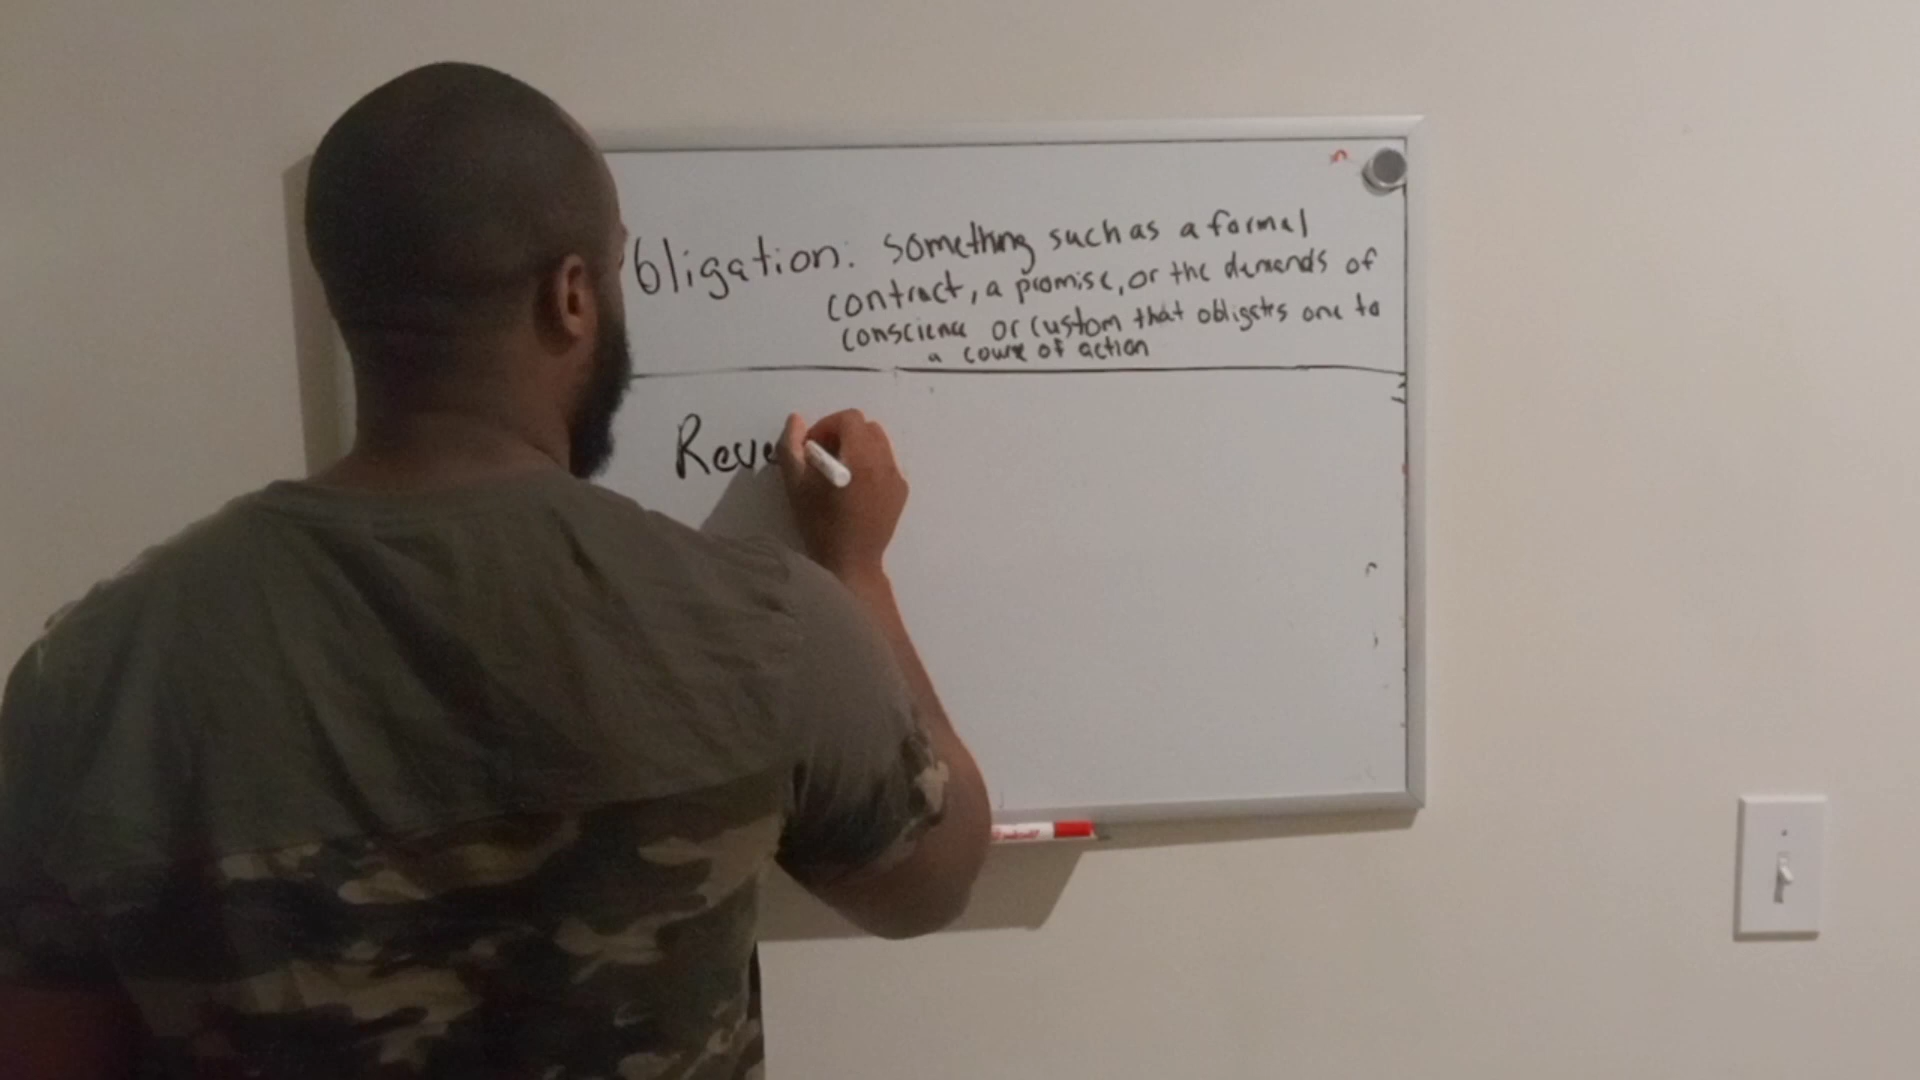 bligation: something such as a formal
contract, a promise, or the demands of
conscience or custom that obligates one to
a course of action
Reve